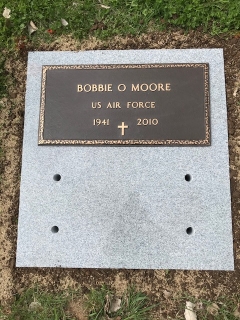 BOBBIE O MOORE
US AIR FORCE
1941 2010